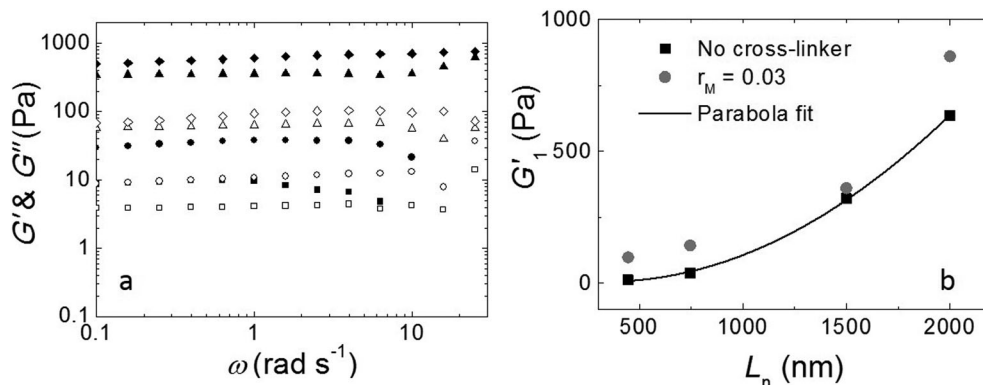 1000
100
10
1
0.1
G' & G'' (Pa)
a
0.1
1
10
ω (rad s⁻¹)
1000
500
0
G'₁ (Pa)
No cross-linker
r_M = 0.03
Parabola fit
b
500
1000
1500
2000
L_n (nm)